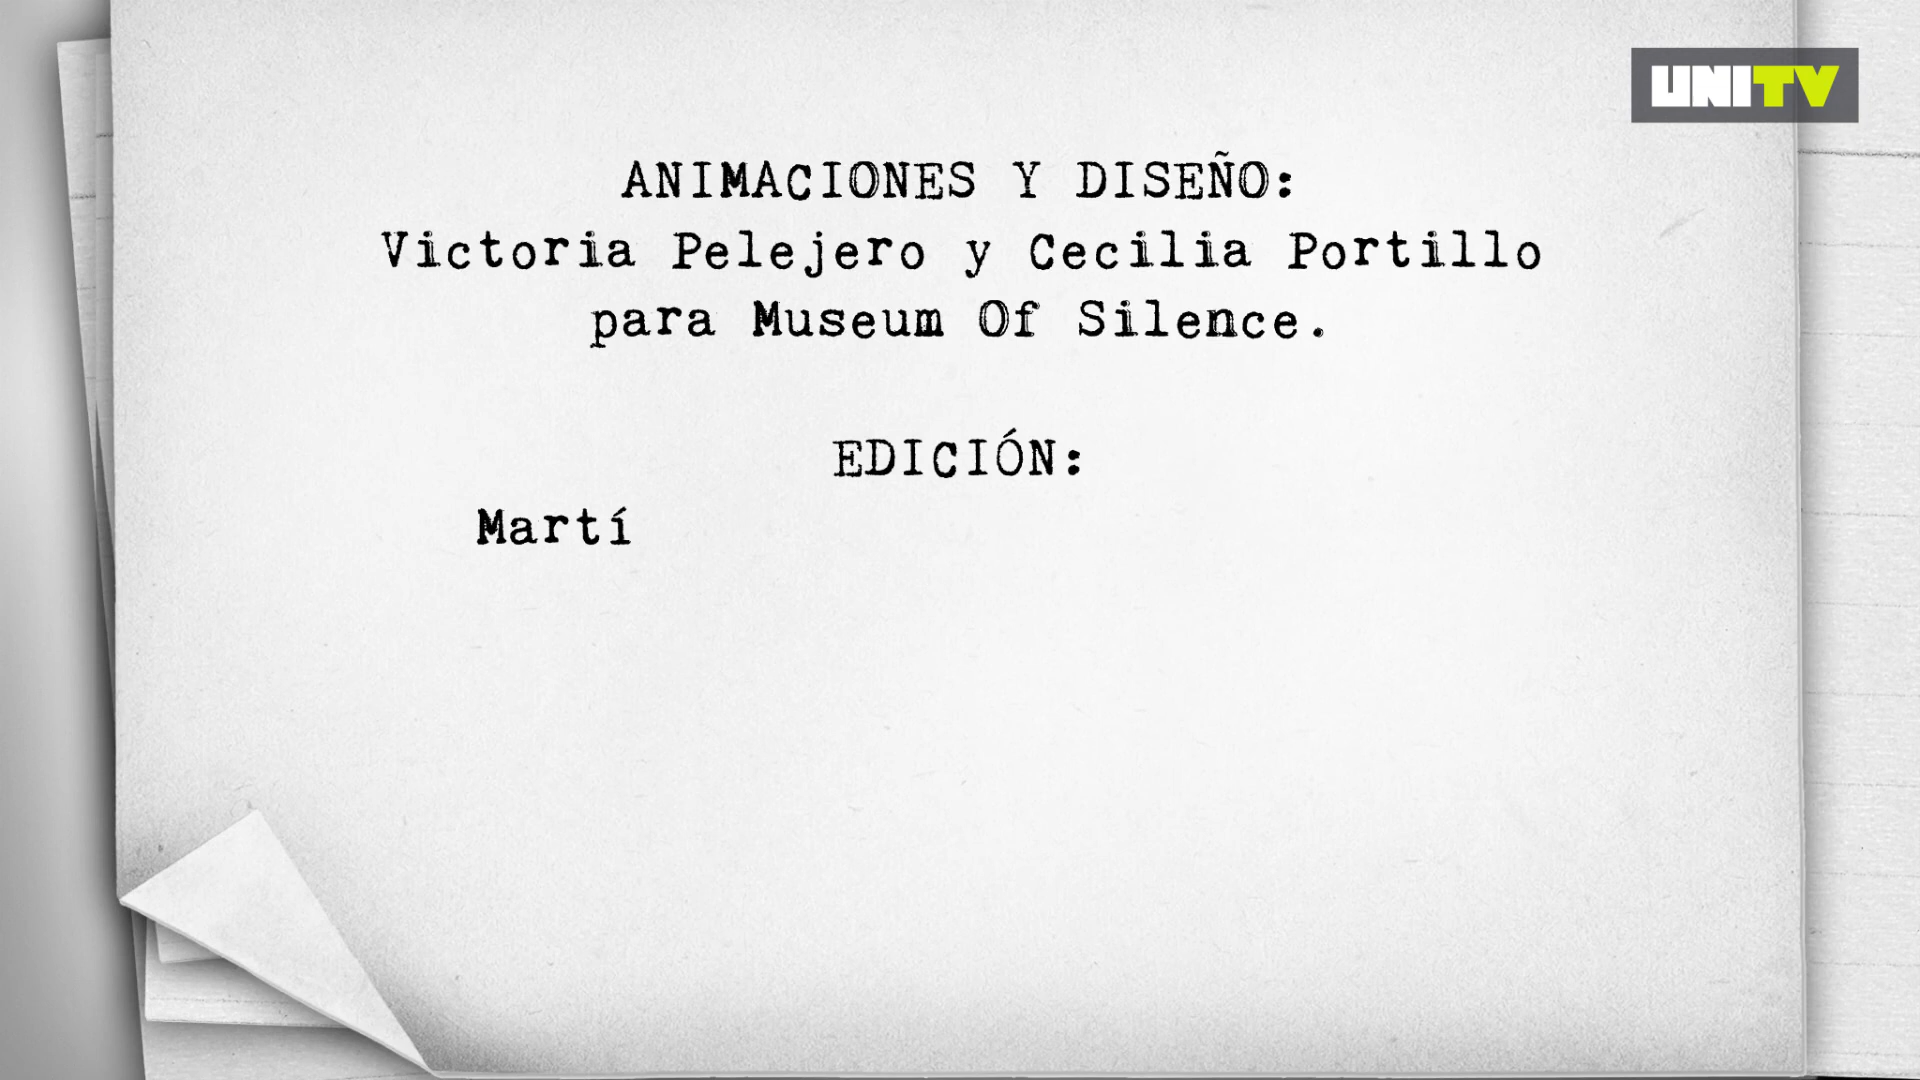 UNITV
ANIMACIONES Y DISEÑO:
Victoria Pelejero y Cecilia Portillo
para Museum Of Silence.
EDICIÓN:
Martí